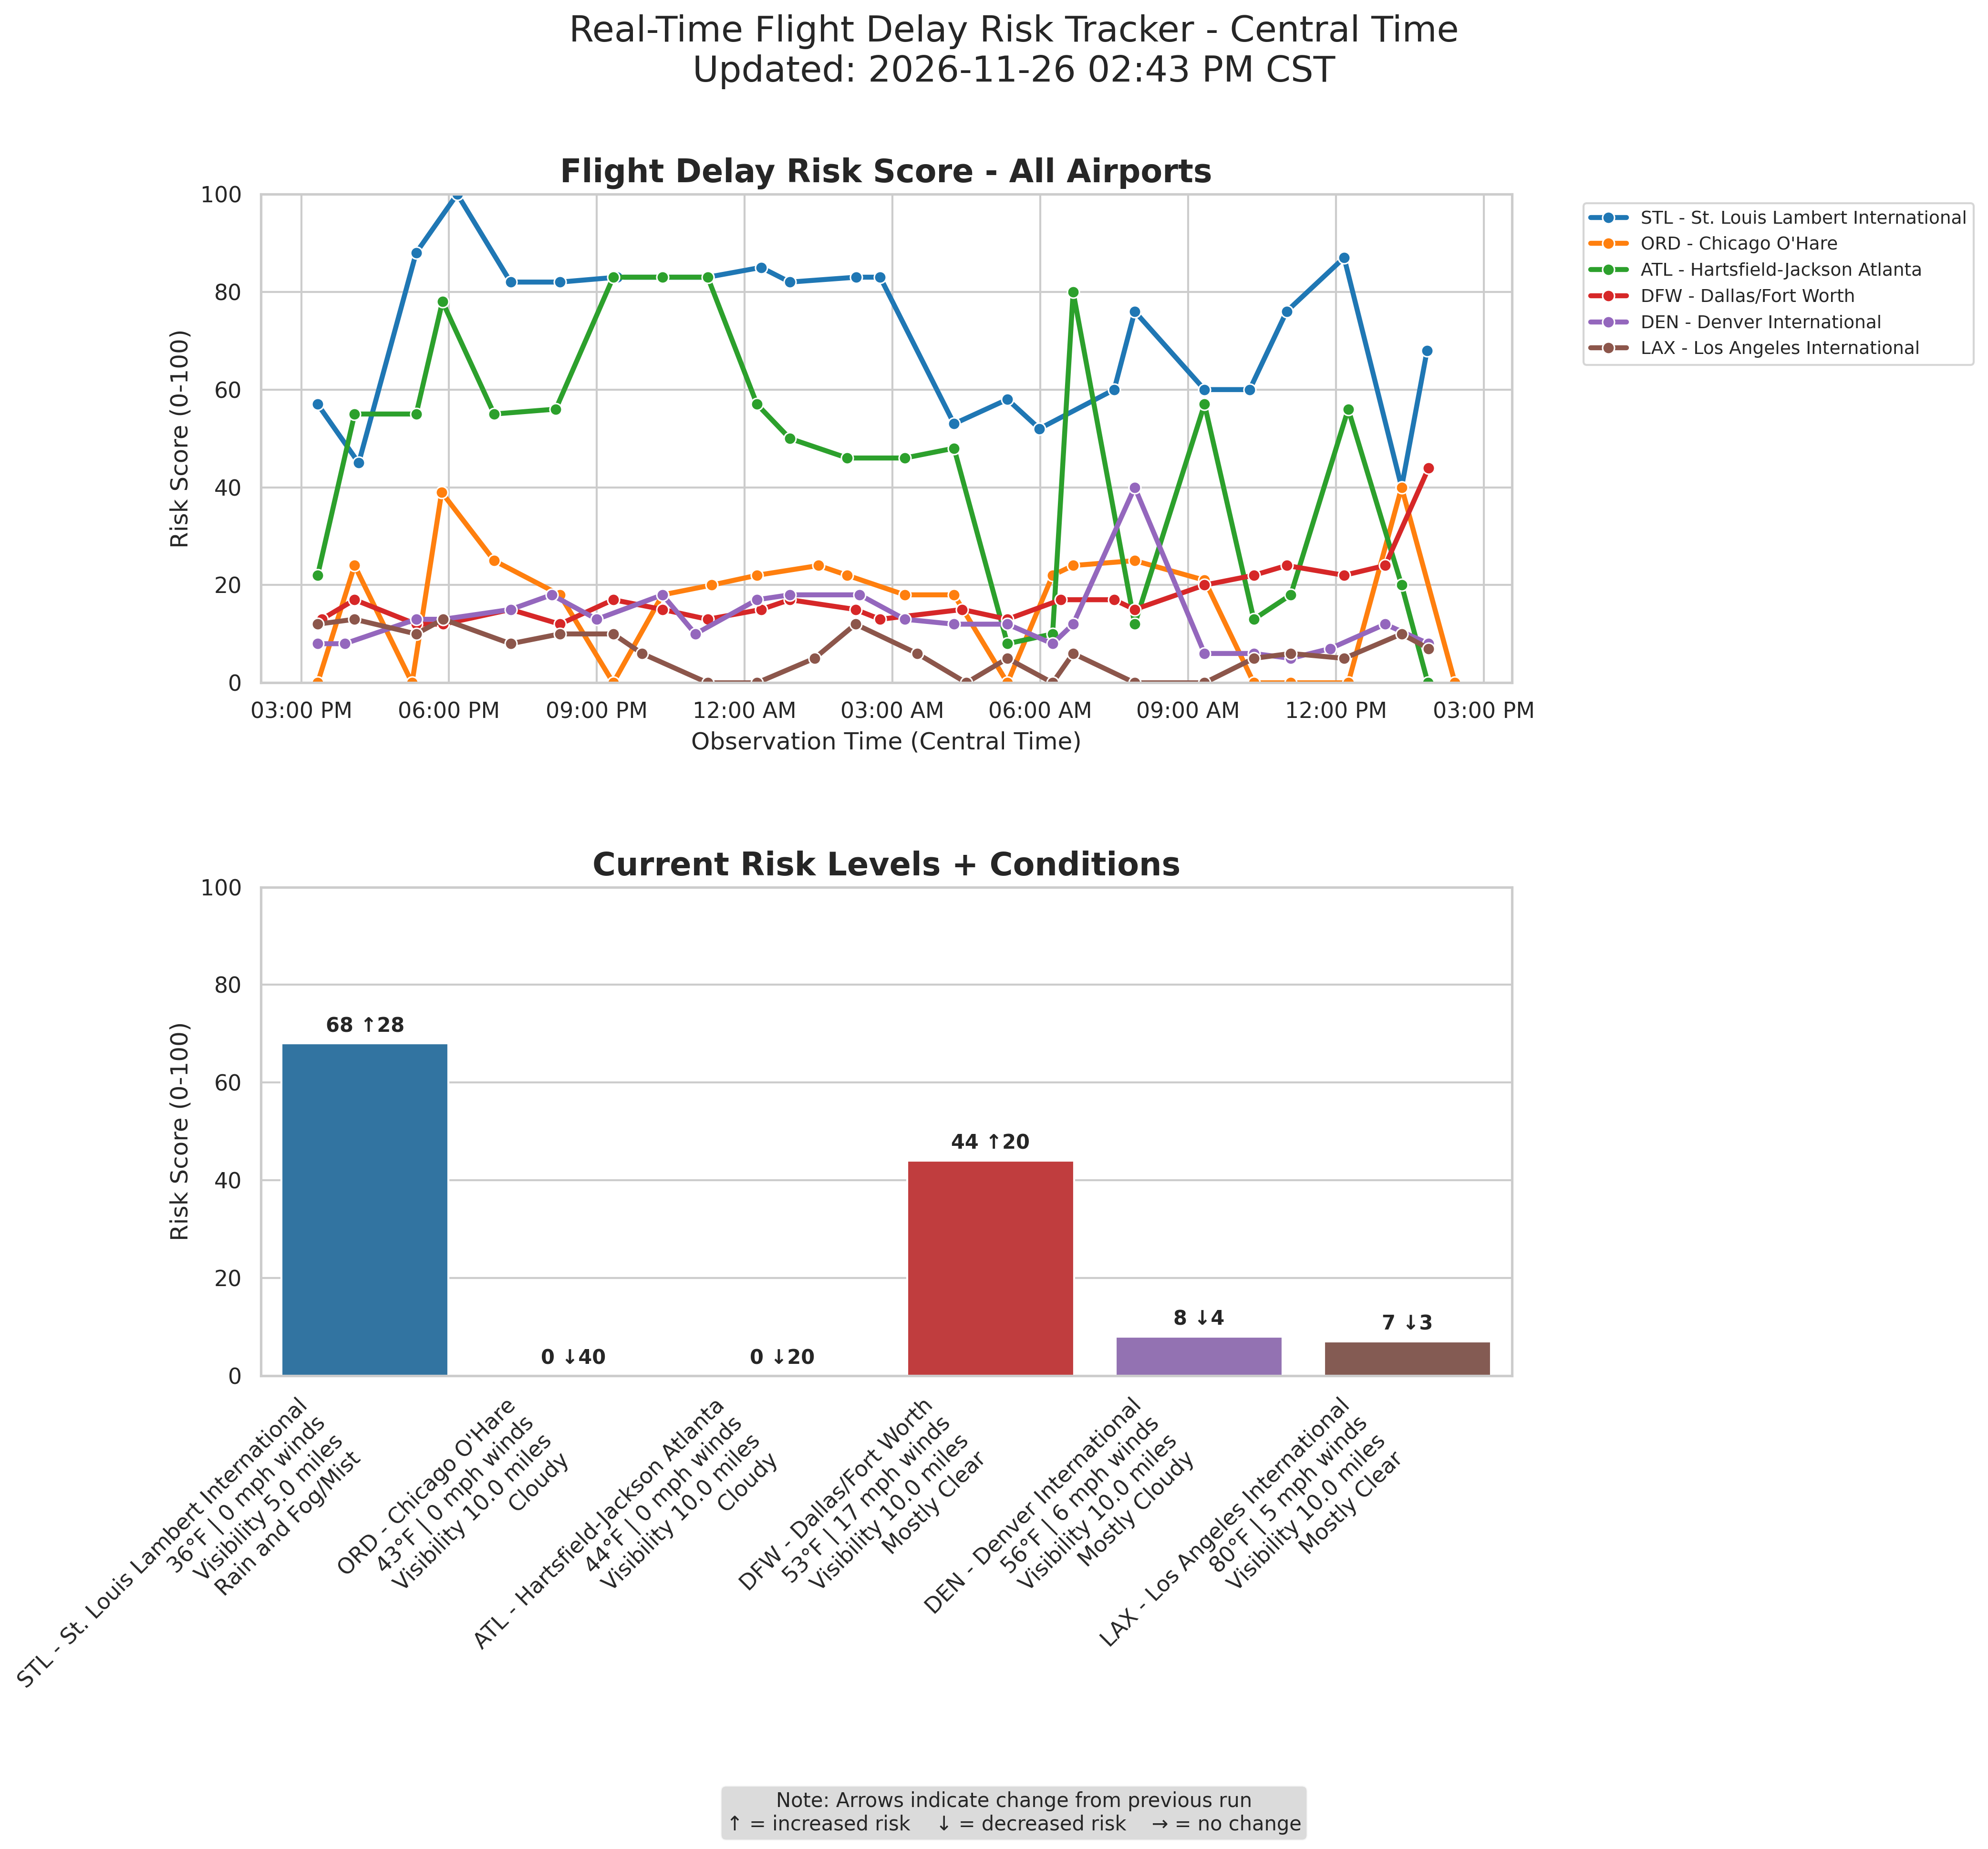 Real-Time Flight Delay Risk Tracker - Central Time
Updated: 2026-11-26 02:43 PM CST
Flight Delay Risk Score - All Airports
Risk Score (0-100)
100
80
60
40
20
0
03:00 PM
06:00 PM
09:00 PM
12:00 AM
03:00 AM
06:00 AM
09:00 AM
12:00 PM
03:00 PM
Observation Time (Central Time)
STL - St. Louis Lambert International
ORD - Chicago O'Hare
ATL - Hartsfield-Jackson Atlanta
DFW - Dallas/Fort Worth
DEN - Denver International
LAX - Los Angeles International
Current Risk Levels + Conditions
Risk Score (0-100)
100
80
60
40
20
0
68 ↑28
0 ↓40
0 ↓20
44 ↑20
8 ↓4
7 ↓3
STL - St. Louis Lambert International
36°F | 0 mph winds
Visibility 5.0 miles
Rain and Fog/Mist
ORD - Chicago O'Hare
43°F | 0 mph winds
Visibility 10.0 miles
Cloudy
ATL - Hartsfield-Jackson Atlanta
44°F | 0 mph winds
Visibility 10.0 miles
Cloudy
DFW - Dallas/Fort Worth
53°F | 17 mph winds
Visibility 10.0 miles
Mostly Clear
DEN - Denver International
56°F | 6 mph winds
Visibility 10.0 miles
Mostly Cloudy
LAX - Los Angeles International
80°F | 5 mph winds
Visibility 10.0 miles
Mostly Clear
Note: Arrows indicate change from previous run
↑ = increased risk ↓ = decreased risk → = no change